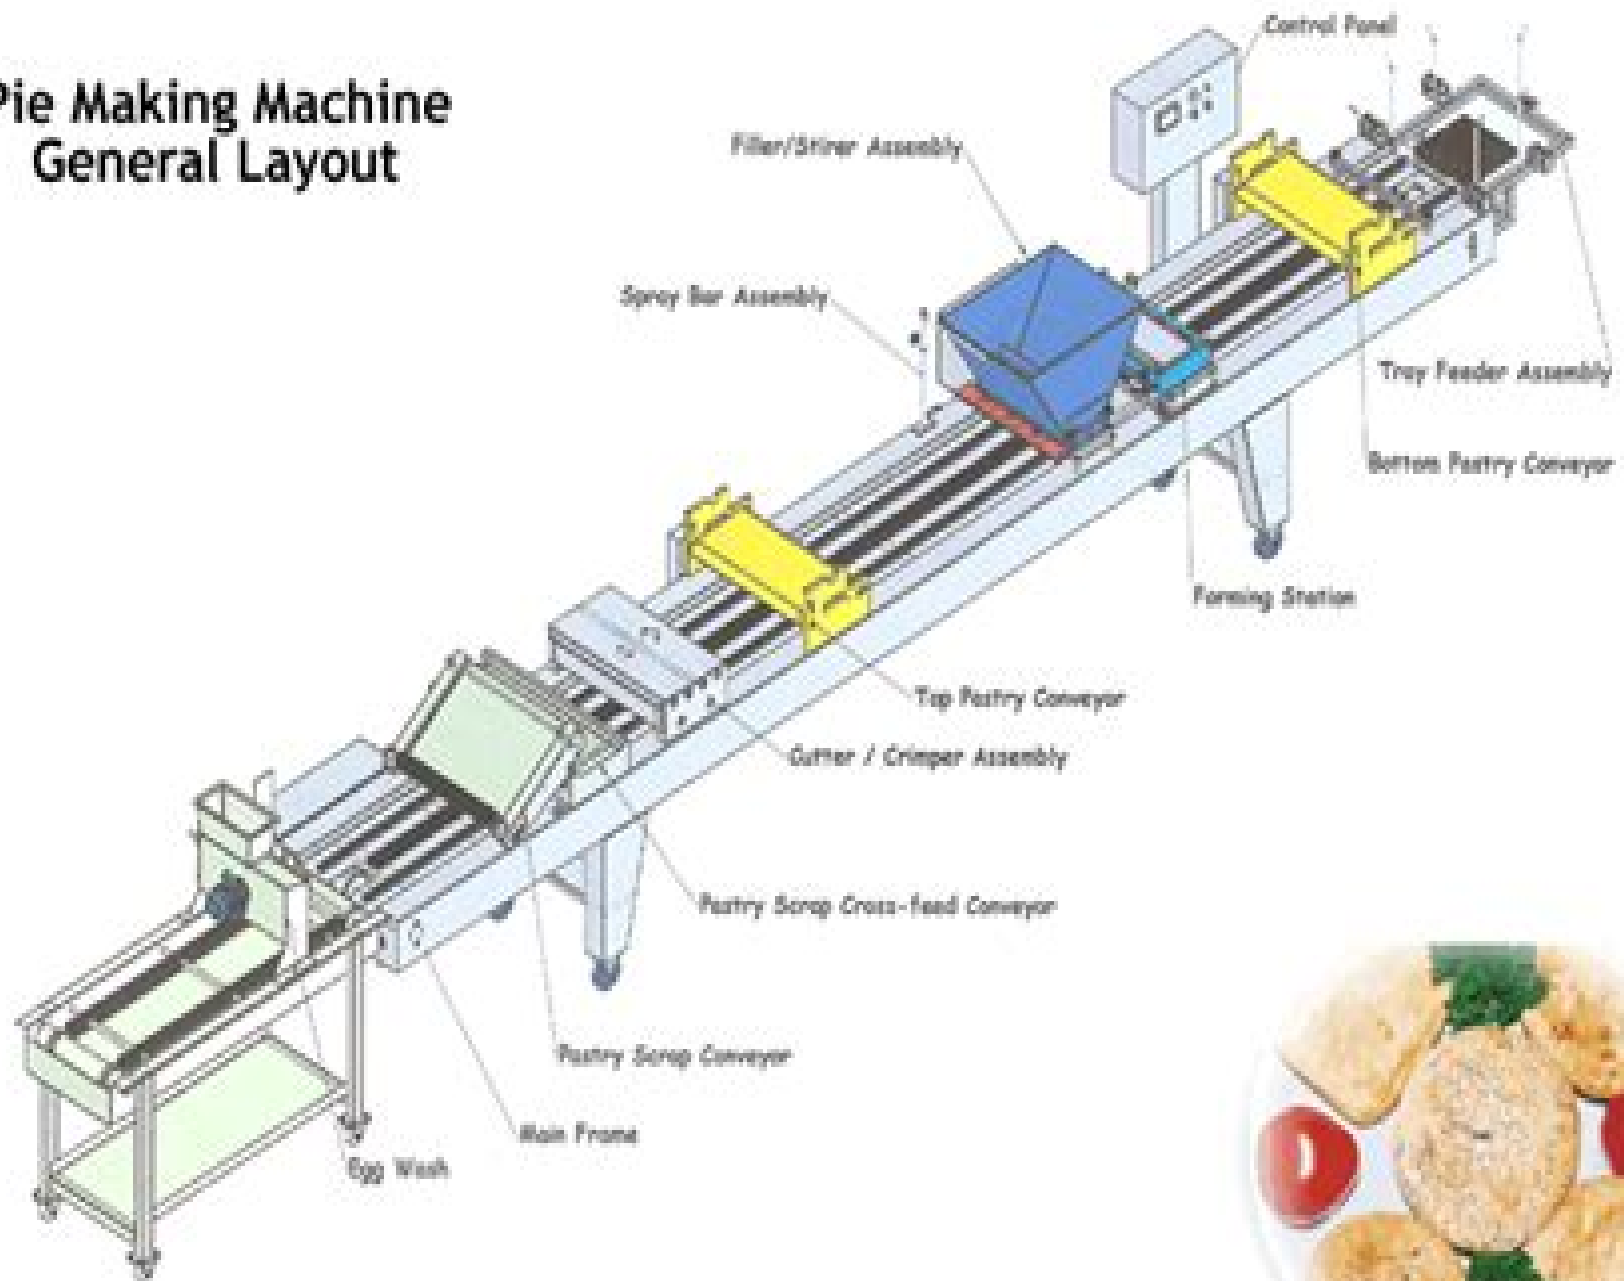 Pie Making Machine
General Layout
Control Panel
Filler/Stirer Assembly
Spray Bar Assembly
Tray Feeder Assembly
Bottom Pastry Conveyor
Forming Station
Top Pastry Conveyor
Cutter / Crimper Assembly
Pastry Scrap Cross-feed Conveyor
Pastry Scrap Conveyor
Main Frame
Egg Wash